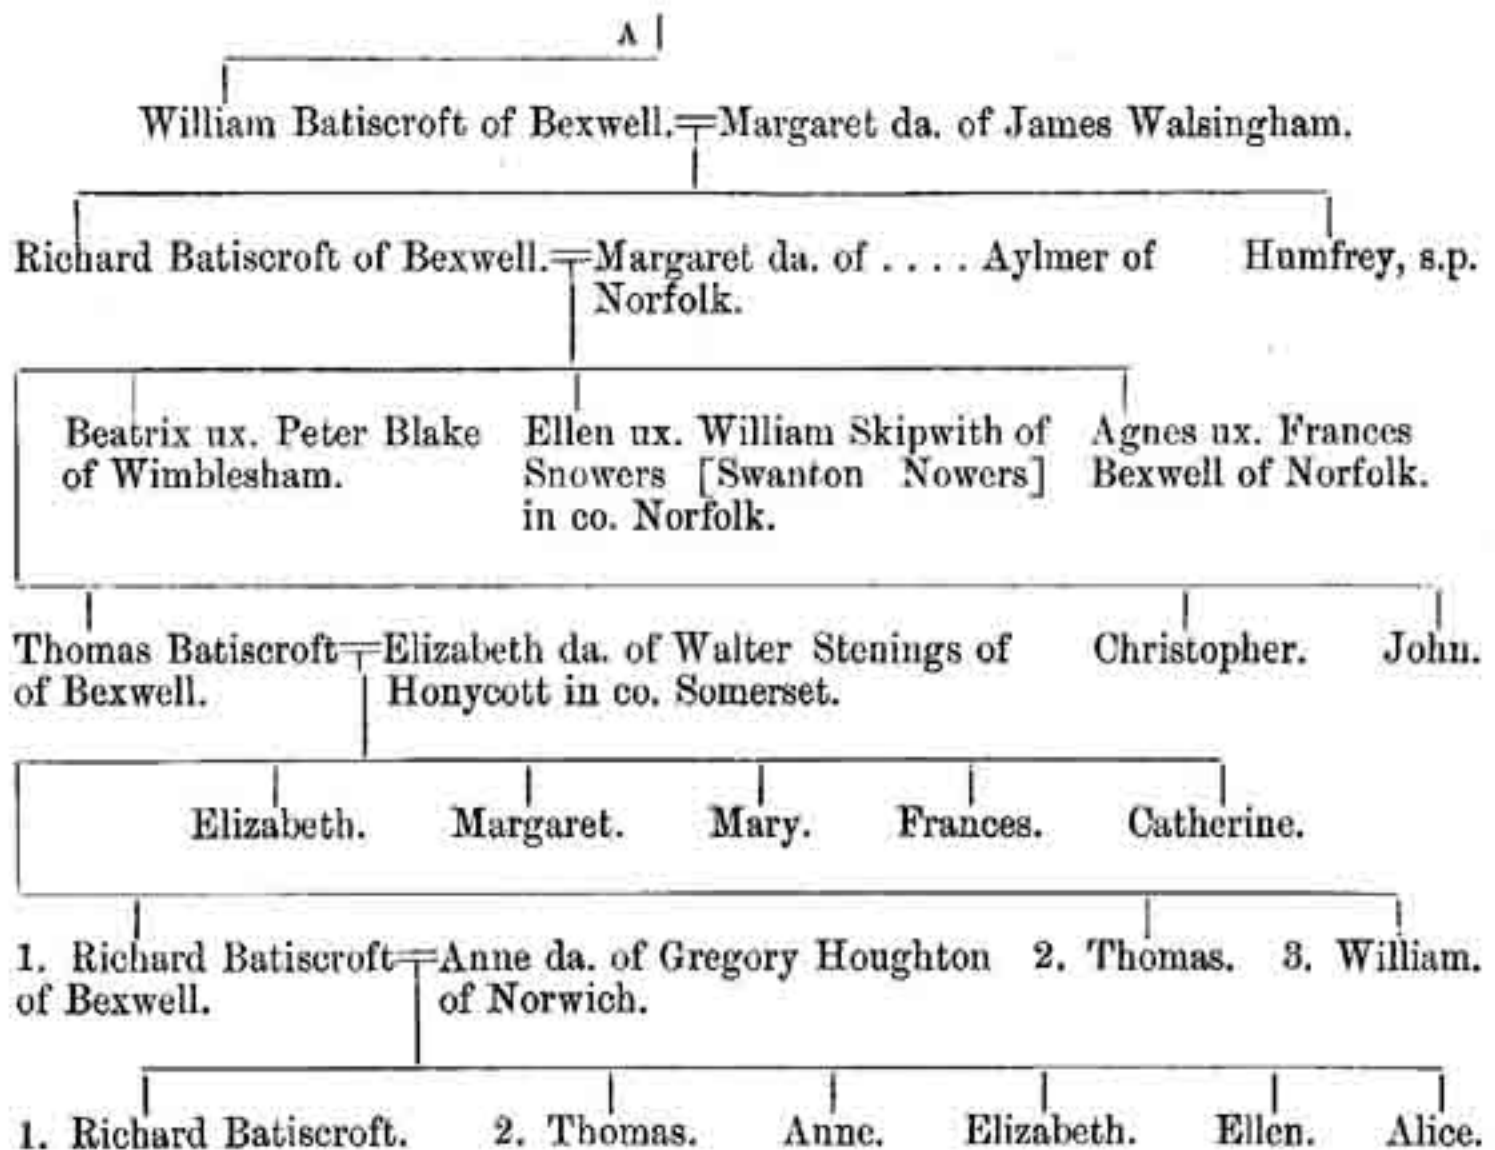 A
William Batiscroft of Bexwell.=Margaret da. of James Walsingham.
Richard Batiscroft of Bexwell.=Margaret da. of .... Aylmer of Norfolk. Humfrey, s.p.
Beatrix ux. Peter Blake of Wimblesham. Ellen ux. William Skipwith of Snowers [Swanton Nowers] in co. Norfolk. Agnes ux. Frances Bexwell of Norfolk.
Thomas Batiscroft of Bexwell.=Elizabeth da. of Walter Stenings of Honycott in co. Somerset. Christopher. John.
Elizabeth. Margaret. Mary. Frances. Catherine.
1. Richard Batiscroft of Bexwell.=Anne da. of Gregory Houghton of Norwich. 2. Thomas. 3. William.
1. Richard Batiscroft. 2. Thomas. Anne. Elizabeth. Ellen. Alice.